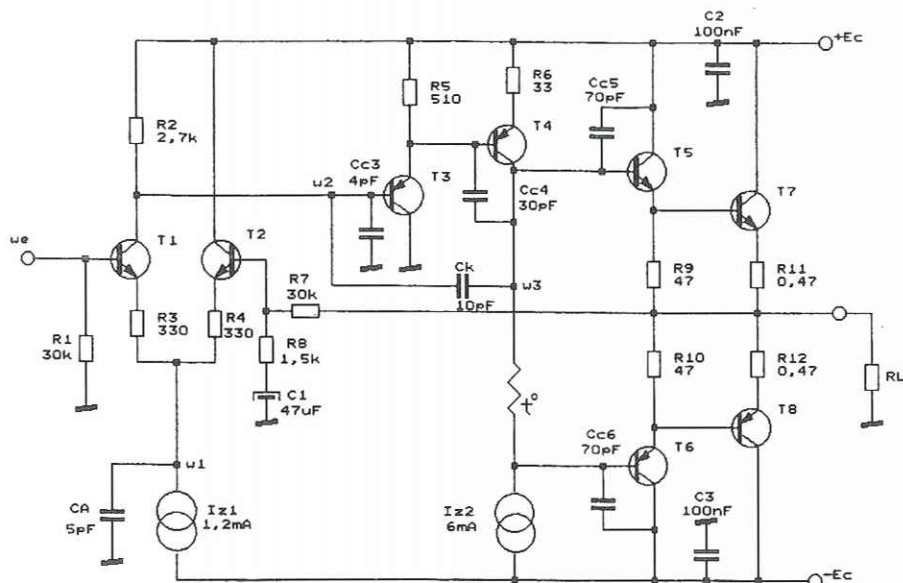 C2
100nF
+Ec
R5
510
R6
33
Cc5
70pF
R2
2,7k
T4
Cc3
4pF
T3
Cc4
30pF
T5
w2
T7
we
T1
T2
Ck
10pF
w3
R7
30k
R9
47
R11
0,47
R3
330
R4
330
R1
30k
R8
1,5k
C1
47uF
R10
47
R12
0,47
RL
t°
T8
Cc6
70pF
T6
w1
CA
5pF
Iz1
1,2mA
Iz2
6mA
C3
100nF
-Ec